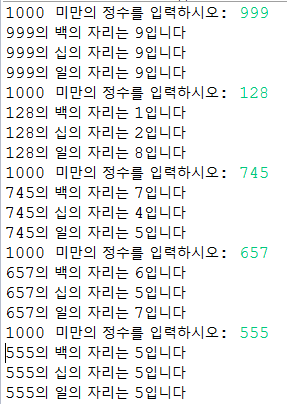 1000 미만의 정수를 입력하시오: 999
999의 백의 자리는 9입니다
999의 십의 자리는 9입니다
999의 일의 자리는 9입니다
1000 미만의 정수를 입력하시오: 128
128의 백의 자리는 1입니다
128의 십의 자리는 2입니다
128의 일의 자리는 8입니다
1000 미만의 정수를 입력하시오: 745
745의 백의 자리는 7입니다
745의 십의 자리는 4입니다
745의 일의 자리는 5입니다
1000 미만의 정수를 입력하시오: 657
657의 백의 자리는 6입니다
657의 십의 자리는 5입니다
657의 일의 자리는 7입니다
1000 미만의 정수를 입력하시오: 555
555의 백의 자리는 5입니다
555의 십의 자리는 5입니다
555의 일의 자리는 5입니다